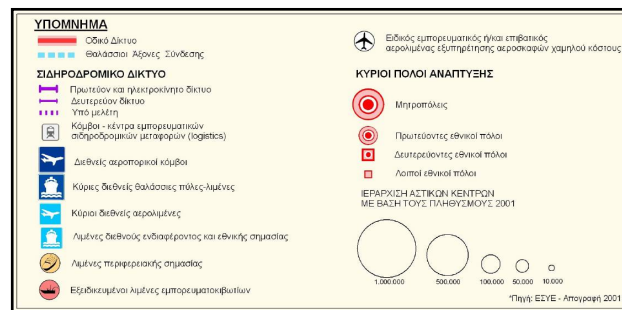 ΥΠΟΜΝΗΜΑ
Οδικό Δίκτυο
Θαλάσσιοι Άξονες Σύνδεσης
ΣΙΔΗΡΟΔΡΟΜΙΚΟ ΔΙΚΤΥΟ
Πρωτεύον και ηλεκτροκίνητο δίκτυο
Δευτερεύον δίκτυο
Υπό μελέτη
Κόμβοι - κέντρα εμπορευματικών
σιδηροδρομικών μεταφορών (logistics)
Διεθνείς αεροπορικοί κόμβοι
Κύριες διεθνείς θαλάσσιες πύλες-λιμένες
Κύριοι διεθνείς αερολιμένες
Λιμένες διεθνούς ενδιαφέροντος και εθνικής σημασίας
Λιμένες περιφερειακής σημασίας
Εξειδικευμένοι λιμένες εμπορευματοκιβωτίων
Ειδικός εμπορευματικός ή/και επιβατικός
αερολιμένας εξυπηρέτησης αεροσκαφών χαμηλού κόστους
ΚΥΡΙΟΙ ΠΟΛΟΙ ΑΝΑΠΤΥΞΗΣ
Μητροπόλεις
Πρωτεύοντες εθνικοί πόλοι
Δευτερεύοντες εθνικοί πόλοι
Λοιποί εθνικοί πόλοι
ΙΕΡΑΡΧΙΣΗ ΑΣΤΙΚΩΝ ΚΕΝΤΡΩΝ
ΜΕ ΒΑΣΗ ΤΟΥΣ ΠΛΗΘΥΣΜΟΥΣ 2001
1.000.000 500.000 100.000 50.000 10.000
*Πηγή: ΕΣΥΕ - Απογραφή 2001